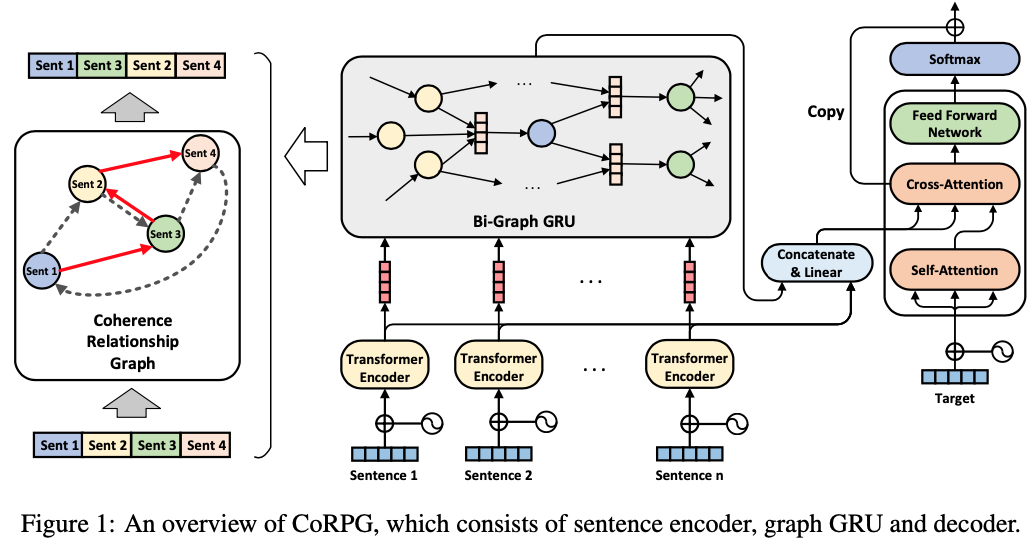 Sent 1 Sent 3 Sent 2 Sent 4
Sent 4
Sent 2
Sent 3
Sent 1
Coherence
Relationship
Graph
Sent 1 Sent 2 Sent 3 Sent 4
...
...
Bi-Graph GRU
...
Transformer
Encoder
Transformer
Encoder
...
Transformer
Encoder
Sentence 1
Sentence 2
Sentence n
Concatenate
& Linear
Copy
Softmax
Feed Forward
Network
Cross-Attention
Self-Attention
Target
Figure 1: An overview of CoRPG, which consists of sentence encoder, graph GRU and decoder.